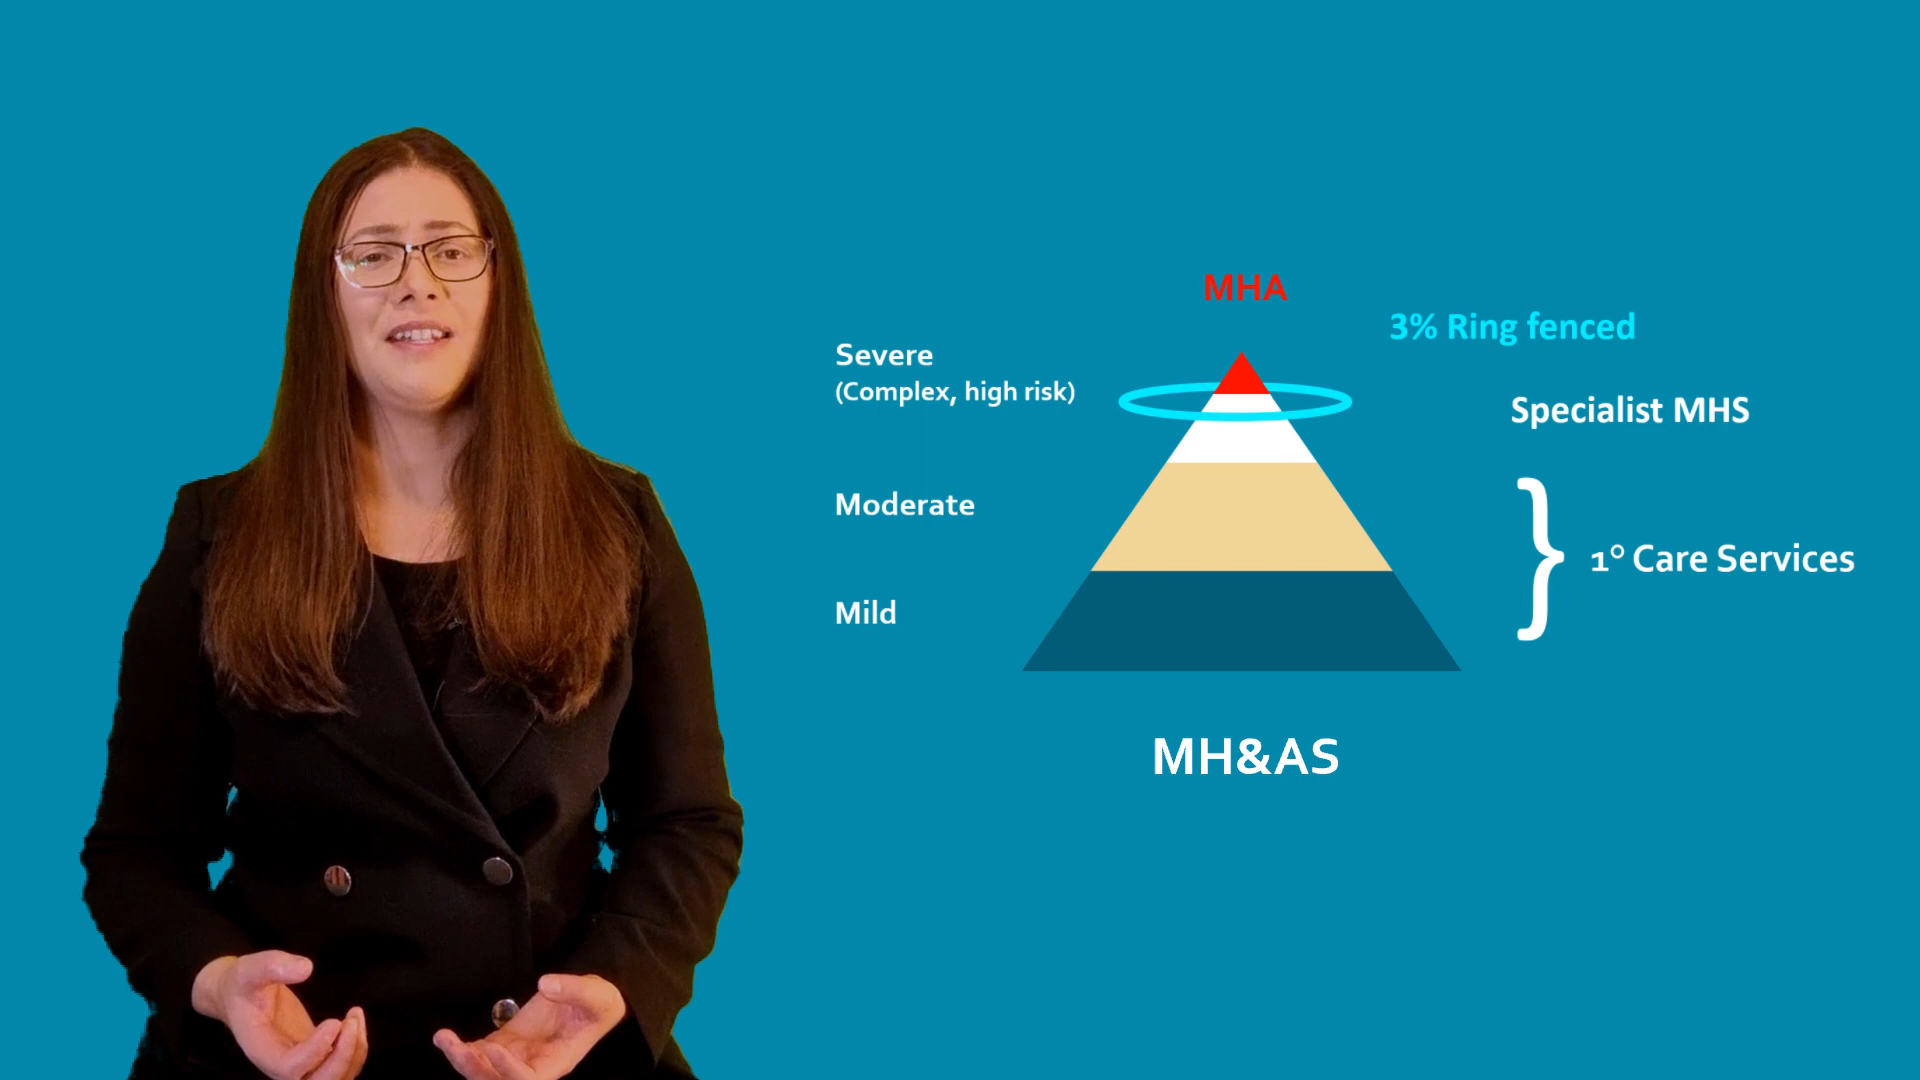 MHA
3% Ring fenced
Severe
(Complex, high risk)
Specialist MHS
Moderate
1° Care Services
Mild
MH&AS